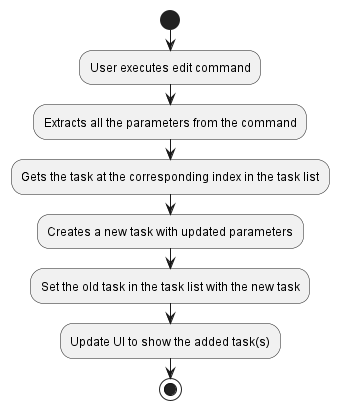 User executes edit command
Extracts all the parameters from the command
Gets the task at the corresponding index in the task list
Creates a new task with updated parameters
Set the old task in the task list with the new task
Update UI to show the added task(s)